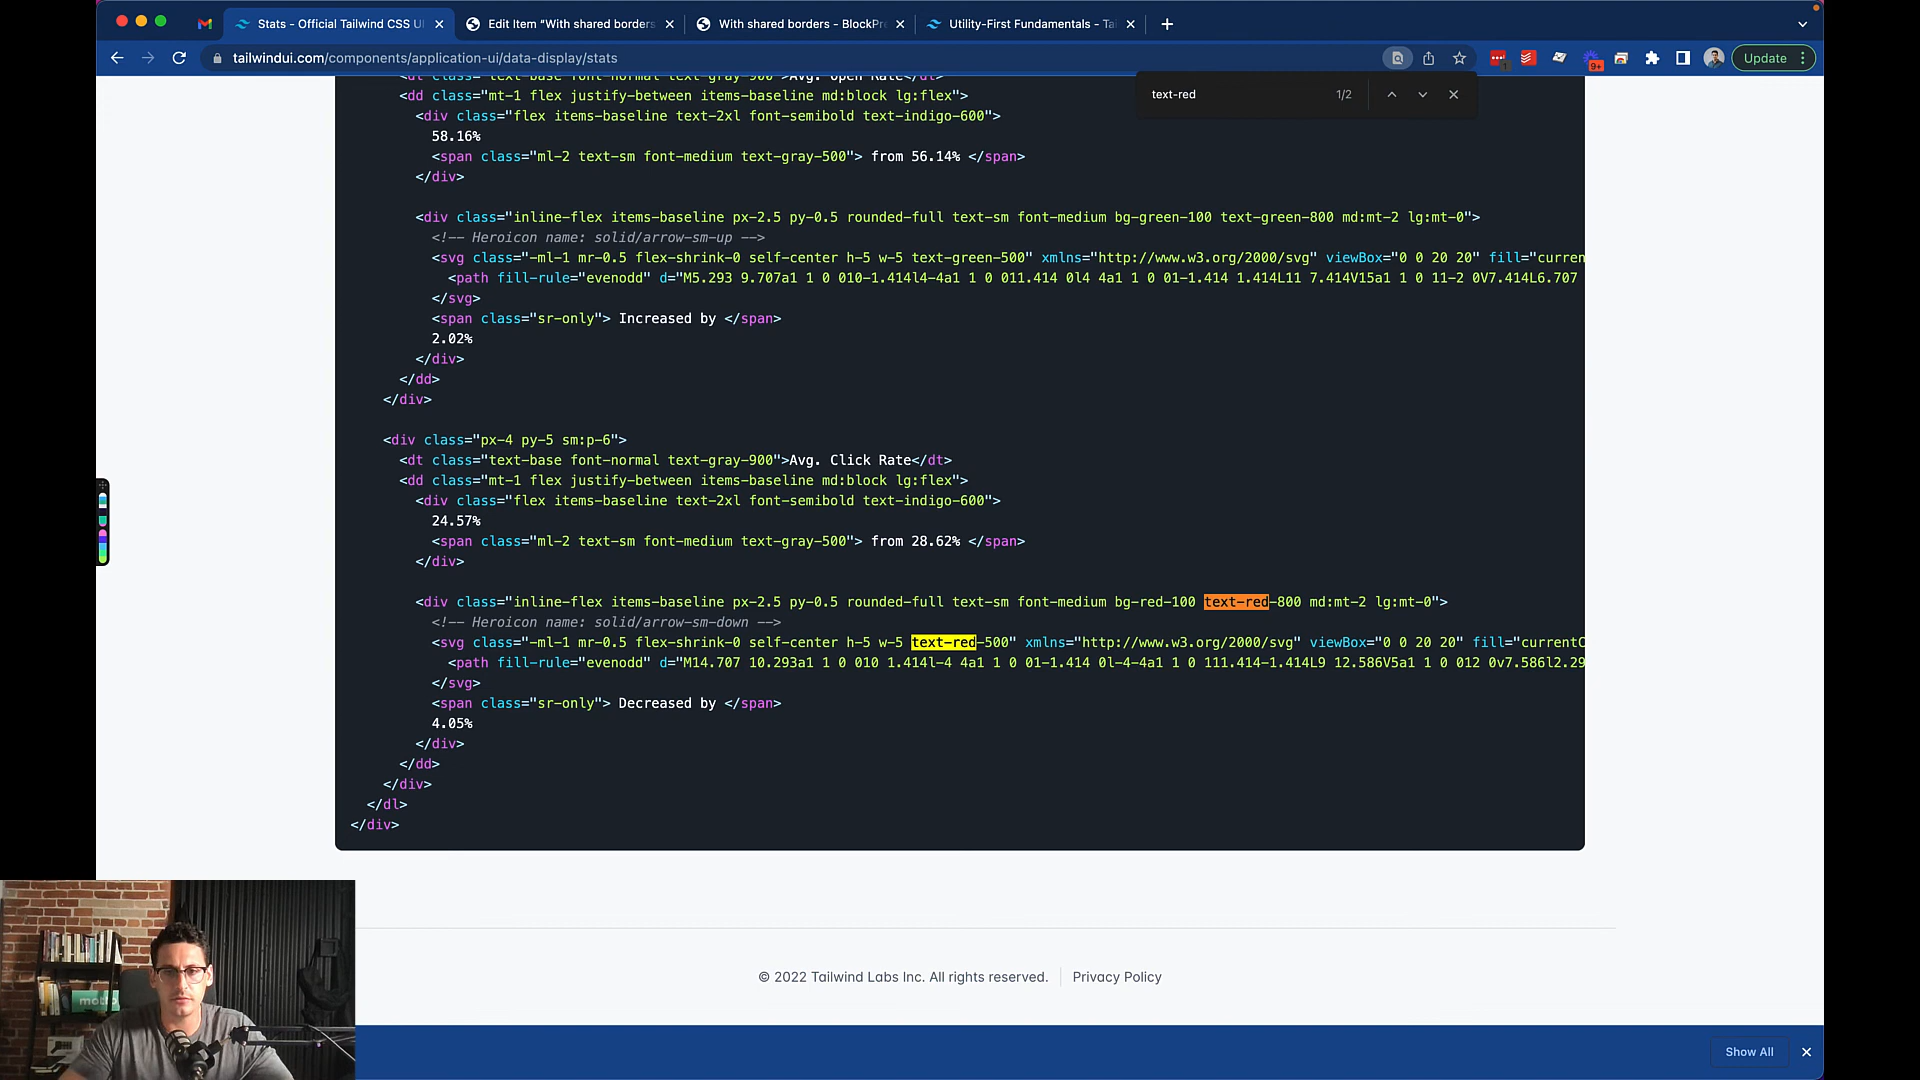 Stats - Official Tailwind CSS UI
Edit Item "With shared borders
With shared borders - BlockPr
Utility-First Fundamentals - Tai
tailwindui.com/components/application-ui/data-display/stats
9+
Update
text-red
1/2
<dt class="text-base font-normal text-gray-900">Avg. Open Rate</dt>
<dd class="mt-1 flex justify-between items-baseline md:block lg:flex">
<div class="flex items-baseline text-2xl font-semibold text-indigo-600">
58.16%
<span class="ml-2 text-sm font-medium text-gray-500"> from 56.14% </span>
</div>
<div class="inline-flex items-baseline px-2.5 py-0.5 rounded-full text-sm font-medium bg-green-100 text-green-800 md:mt-2 lg:mt-0">
<!-- Heroicon name: solid/arrow-sm-up -->
<svg class="-ml-1 mr-0.5 flex-shrink-0 self-center h-5 w-5 text-green-500" xmlns="http://www.w3.org/2000/svg" viewBox="0 0 20 20" fill="curren
<path fill-rule="evenodd" d="M5.293 9.707a1 1 0 010-1.414l4-4a1 1 0 011.414 0l4 4a1 1 0 01-1.414 1.414L11 7.414V15a1 1 0 11-2 0V7.414L6.707
</svg>
<span class="sr-only"> Increased by </span>
2.02%
</div>
</dd>
</div>
<div class="px-4 py-5 sm:p-6">
<dt class="text-base font-normal text-gray-900">Avg. Click Rate</dt>
<dd class="mt-1 flex justify-between items-baseline md:block lg:flex">
<div class="flex items-baseline text-2xl font-semibold text-indigo-600">
24.57%
<span class="ml-2 text-sm font-medium text-gray-500"> from 28.62% </span>
</div>
<div class="inline-flex items-baseline px-2.5 py-0.5 rounded-full text-sm font-medium bg-red-100 text-red-800 md:mt-2 lg:mt-0">
<!-- Heroicon name: solid/arrow-sm-down -->
<svg class="-ml-1 mr-0.5 flex-shrink-0 self-center h-5 w-5 text-red-500" xmlns="http://www.w3.org/2000/svg" viewBox="0 0 20 20" fill="currentC
<path fill-rule="evenodd" d="M14.707 10.293a1 1 0 010 1.414l-4 4a1 1 0 01-1.414 0l-4-4a1 1 0 111.414-1.414L9 12.586V5a1 1 0 012 0v7.586l2.29
</svg>
<span class="sr-only"> Decreased by </span>
4.05%
</div>
</dd>
</div>
</dl>
</div>
© 2022 Tailwind Labs Inc. All rights reserved.
Privacy Policy
Show All